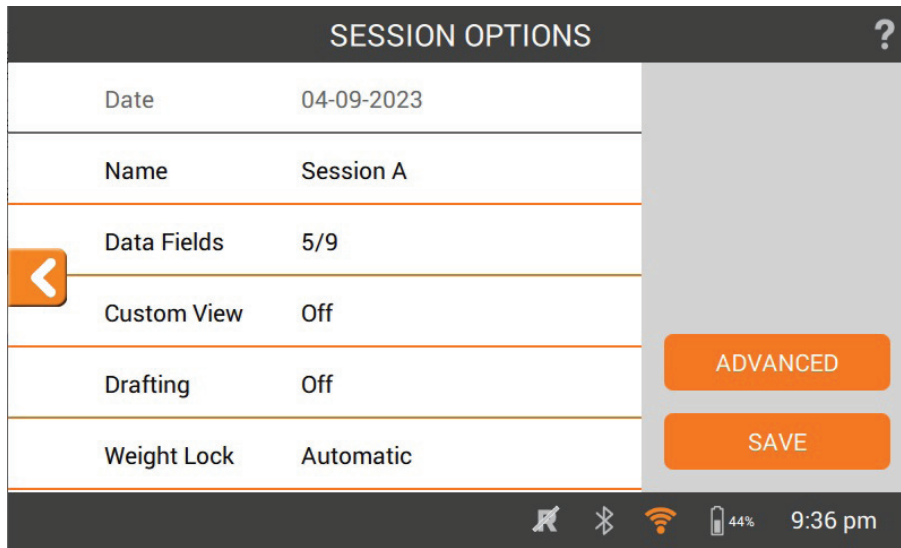 SESSION OPTIONS ?
Date 04-09-2023
Name Session A
Data Fields 5/9
Custom View Off
Drafting Off
ADVANCED
Weight Lock Automatic
SAVE
R 44% 9:36 pm